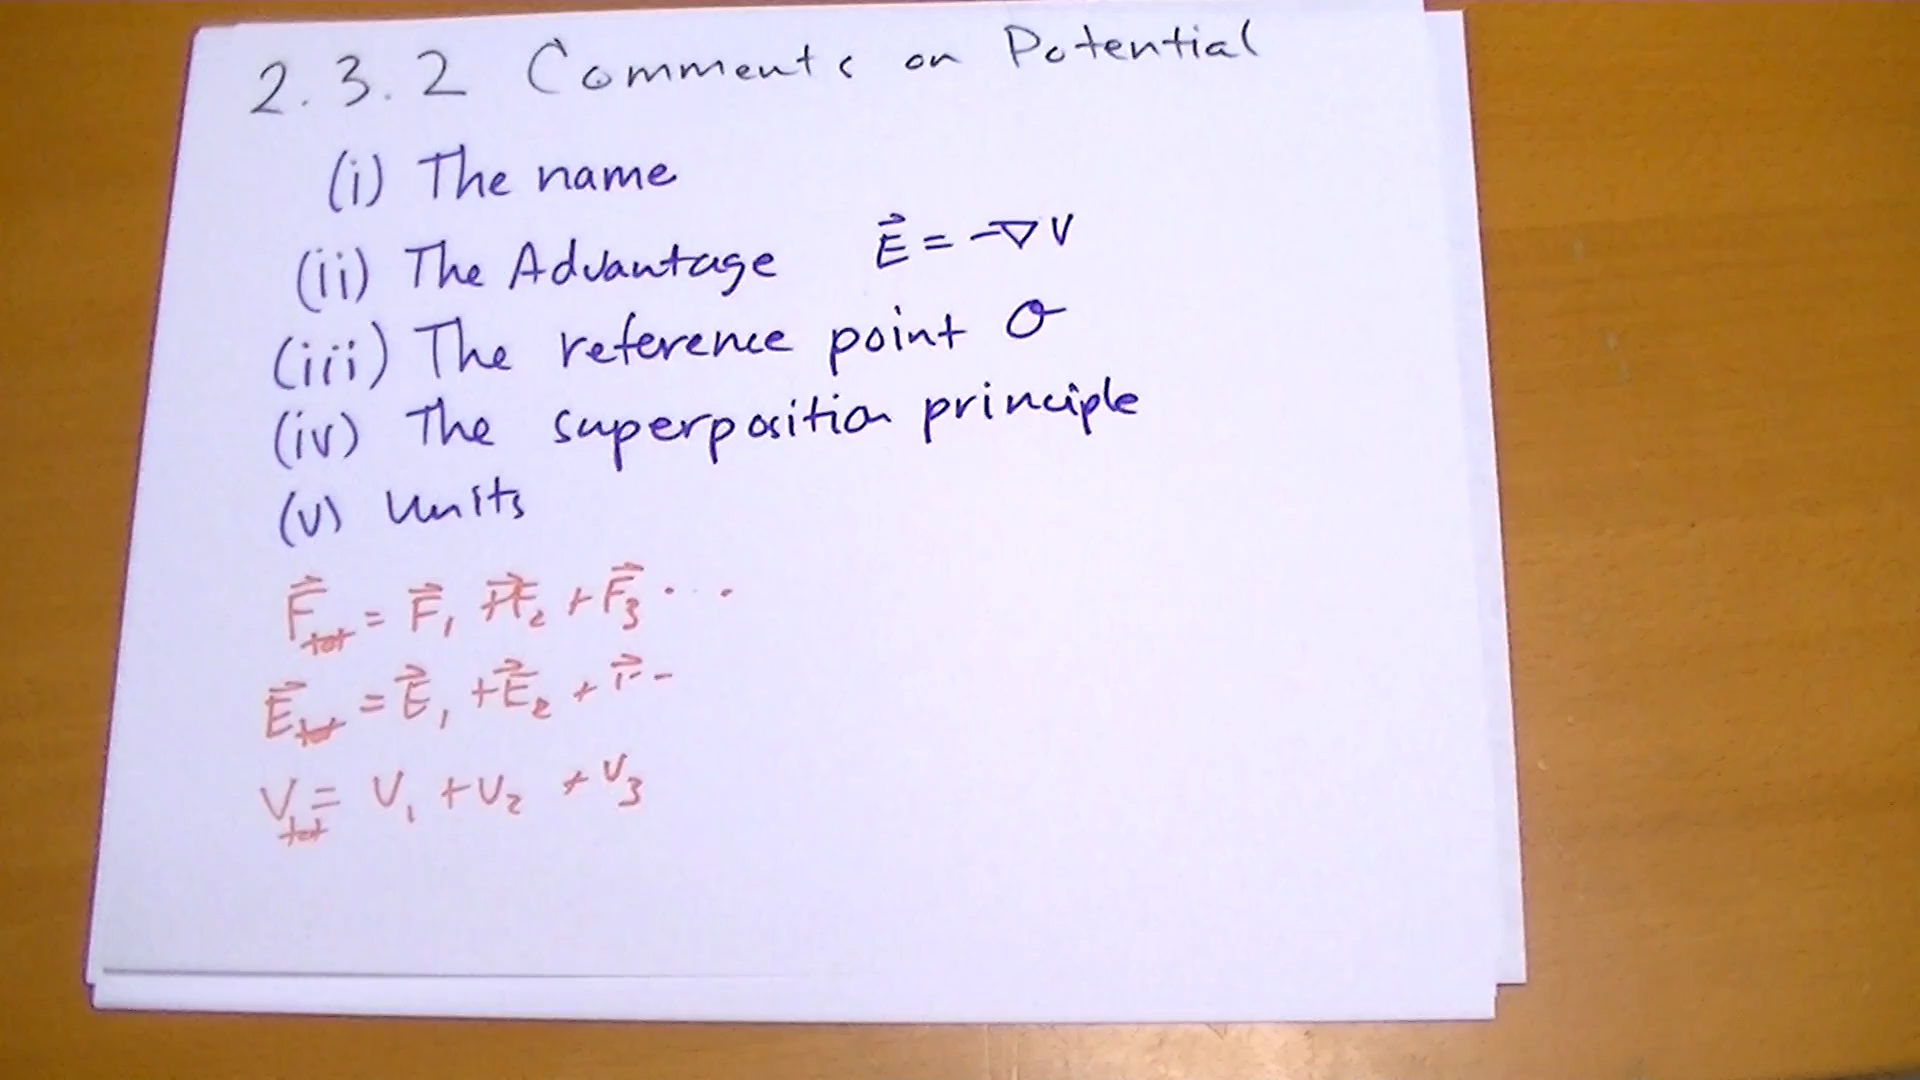 2.3.2 Comments on Potential
(i) The name
(ii) The Advantage E⃗ = -∇V
(iii) The reference point O
(iv) The superposition principle
(v) Units
F⃗tot = F⃗1 + F⃗2 + F⃗3 . . .
E⃗tot = E⃗1 + E⃗2 + 
Vtot = V1 + V2 + V3